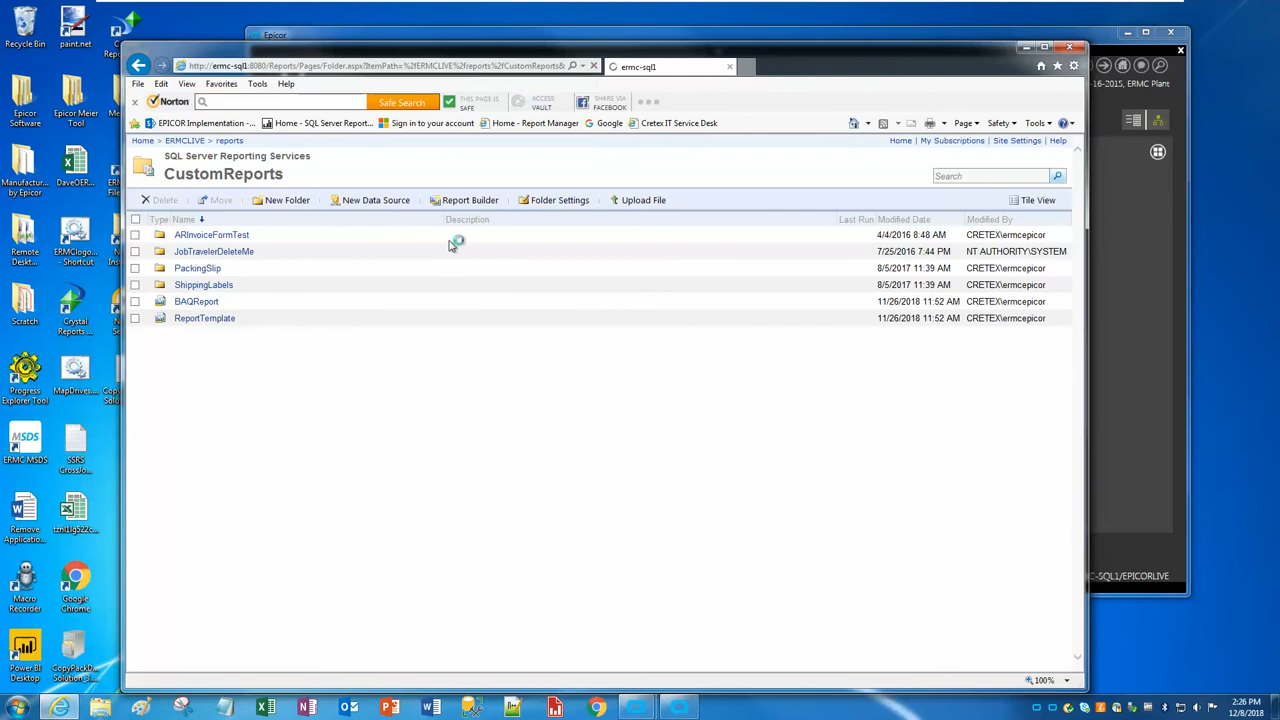 Epicor
http://ermc-sql1:8080/Reports/Pages/Folder.aspx?ItemPath=%2fERMCLIVE%2freports%2fCustomReports&
ermc-sql1
File Edit View Favorites Tools Help
Norton
Safe Search
THIS PAGE IS SAFE
ACCESS VAULT
SHARE VIA FACEBOOK
EPICOR Implementation -...
Home - SQL Server Report...
Sign in to your account
Home - Report Manager
Google
Cretex IT Service Desk
Page
Safety
Tools
Home > ERMCLIVE > reports
Home | My Subscriptions | Site Settings | Help
SQL Server Reporting Services
CustomReports
Search
Delete Move New Folder New Data Source Report Builder Folder Settings Upload File Tile View
Type Name Description Last Run Modified Date Modified By
ARInvoiceFormTest 4/4/2016 8:48 AM CRETEX\ermcepicor
JobTravelerDeleteMe 7/25/2016 7:44 PM NT AUTHORITY\SYSTEM
PackingSlip 8/5/2017 11:39 AM CRETEX\ermcepicor
ShippingLabels 8/5/2017 11:39 AM CRETEX\ermcepicor
BAQReport 11/26/2018 11:52 AM CRETEX\ermcepicor
ReportTemplate 11/26/2018 11:52 AM CRETEX\ermcepicor
100%
-16-2015, ERMC Plant
C-SQL1/EPICORLIVE
Recycle Bin
paint.net
Epicor Software
Epicor Meier Tool
Manufactur... by Epicor
DaveOER...
Remote Desk...
ERMClogo... - Shortcut
Scratch
Crystal Reports ...
Progress Explorer Tool
MapDrives....
MSDS
ERMC MSDS
SSRS CrossJo...
Remove Applicatio...
Macro Recorder
Google Chrome
Power BI Desktop
CopyPackD... Solution_3...
2:26 PM
12/8/2018